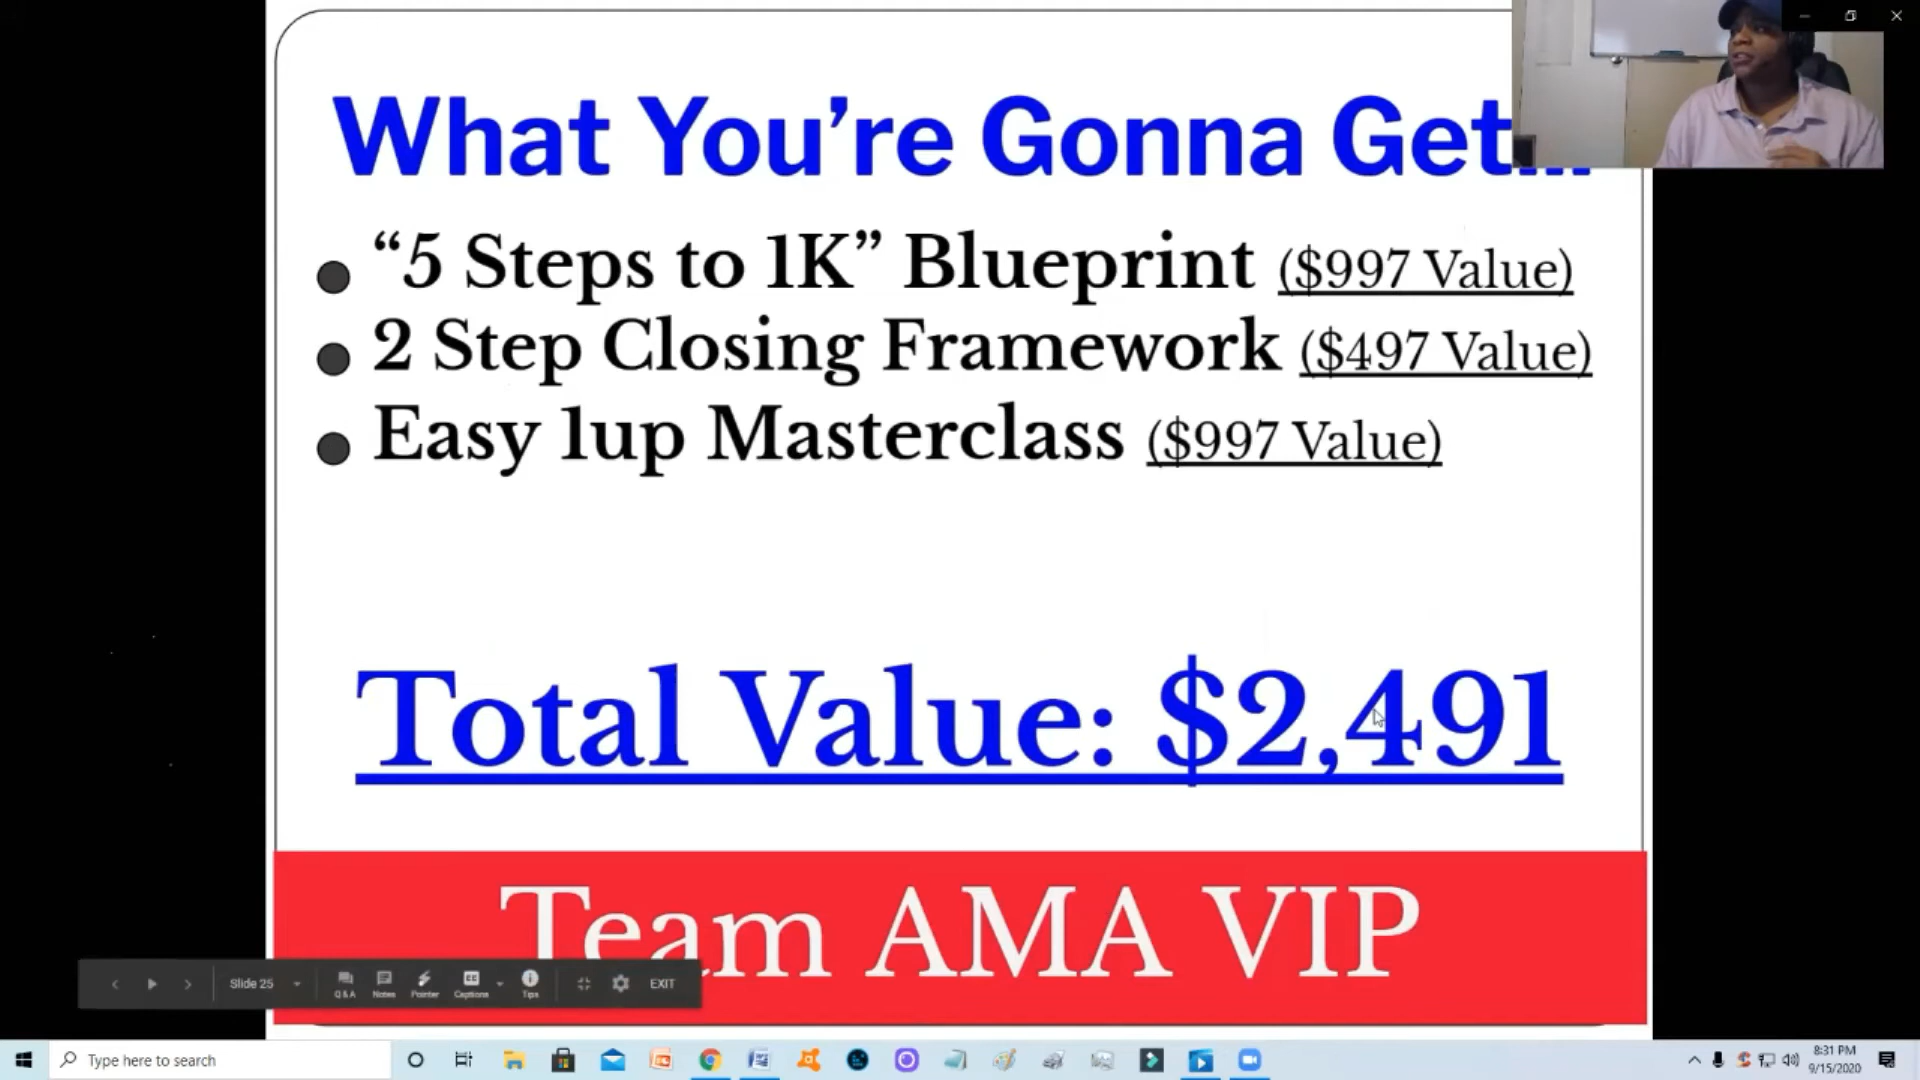 What You're Gonna Get...
“5 Steps to 1K” Blueprint ($997 Value)
2 Step Closing Framework ($497 Value)
Easy 1up Masterclass ($997 Value)
Total Value: $2,491
Team AMA VIP
Slide 25
Q & A
Notes
Pointer
Captions
Tips
EXIT
CC
Type here to search
8:31 PM
9/15/2020